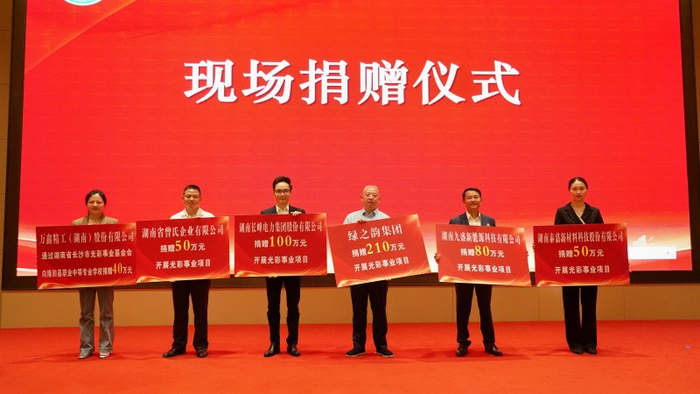 现场捐赠仪式
万鑫精工（湖南）股份有限公司
通过湖南省长沙市光彩事业基金会
向海的县职业中等专业学校捐赠40万元
湖南省曾氏企业有限公司
捐赠50万元
开展光彩事业项目
湖南长峰电力集团股份有限公司
捐赠100万元
开展光彩事业项目
绿之韵集团
捐赠210万元
开展光彩事业项目
湖南九盛新能源科技有限公司
捐赠80万元
开展光彩事业项目
湖南泰嘉新材料科技股份有限公司
捐赠50万元
开展光彩事业项目